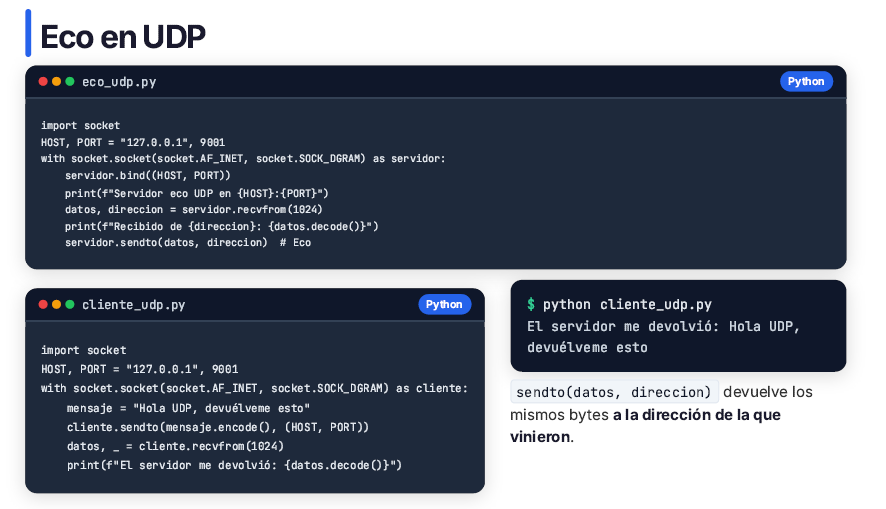 Eco en UDP
eco_udp.py
Python
import socket
HOST, PORT = "127.0.0.1", 9001
with socket.socket(socket.AF_INET, socket.SOCK_DGRAM) as servidor:
    servidor.bind((HOST, PORT))
    print(f"Servidor eco UDP en {HOST}:{PORT}")
    datos, direccion = servidor.recvfrom(1024)
    print(f"Recibido de {direccion}: {datos.decode()}")
    servidor.sendto(datos, direccion)  # Eco
cliente_udp.py
Python
import socket
HOST, PORT = "127.0.0.1", 9001
with socket.socket(socket.AF_INET, socket.SOCK_DGRAM) as cliente:
    mensaje = "Hola UDP, devuélveme esto"
    cliente.sendto(mensaje.encode(), (HOST, PORT))
    datos, _ = cliente.recvfrom(1024)
    print(f"El servidor me devolvió: {datos.decode()}")
$ python cliente_udp.py
El servidor me devolvió: Hola UDP,
devuélveme esto
sendto(datos, direccion) devuelve los
mismos bytes a la dirección de la que
vinieron.